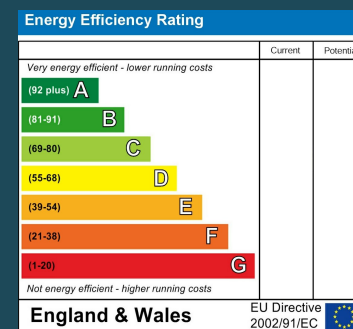 Energy Efficiency Rating
Current Potentia
Very energy efficient - lower running costs
(92 plus) A
(81-91) B
(69-80) C
(55-68) D
(39-54) E
(21-38) F
(1-20) G
Not energy efficient - higher running costs
England & Wales
EU Directive
2002/91/EC